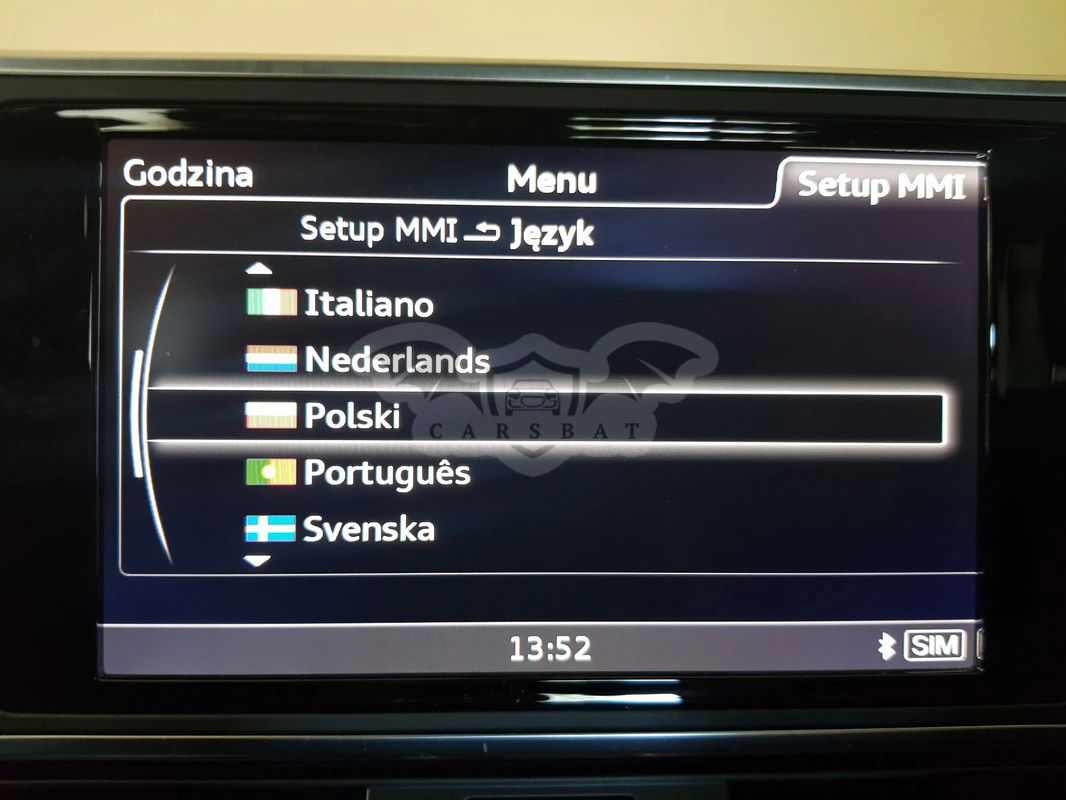 Godzina Menu Setup MMI
Setup MMI Język
Italiano
Nederlands
Polski
CARSBAT
Português
Svenska
13:52 SIM